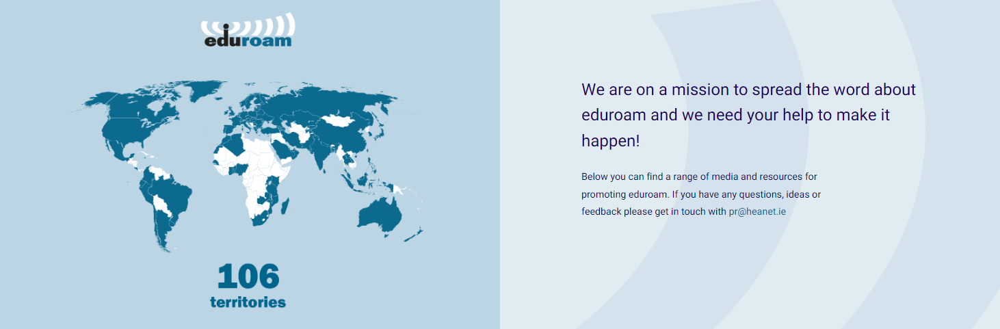 eduroam
106
territories
We are on a mission to spread the word about
eduroam and we need your help to make it
happen!
Below you can find a range of media and resources for
promoting eduroam. If you have any questions, ideas or
feedback please get in touch with pr@heanet.ie